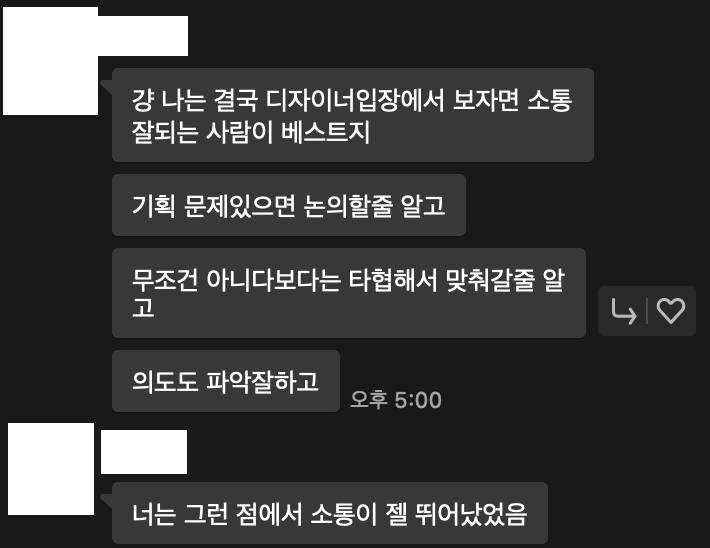 걍 나는 결국 디자이너입장에서 보자면 소통
잘되는 사람이 베스트지
기획 문제있으면 논의할줄 알고
무조건 아니다보다는 타협해서 맞춰갈줄 알
고
의도도 파악잘하고
오후 5:00
너는 그런 점에서 소통이 젤 뛰어났었음